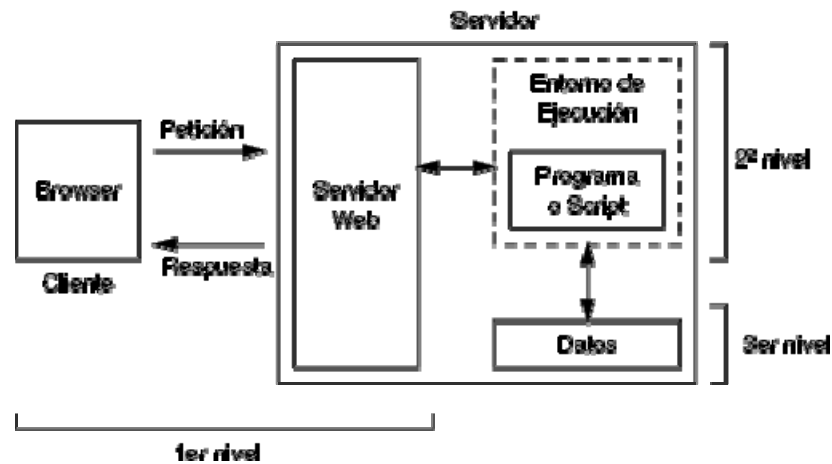 Servidor
Entorno de
Ejecución
Petición
2º nivel
Browser
Servidor
Web
Programa
o Script
Respuesta
Cliente
Datos
3er nivel
1er nivel